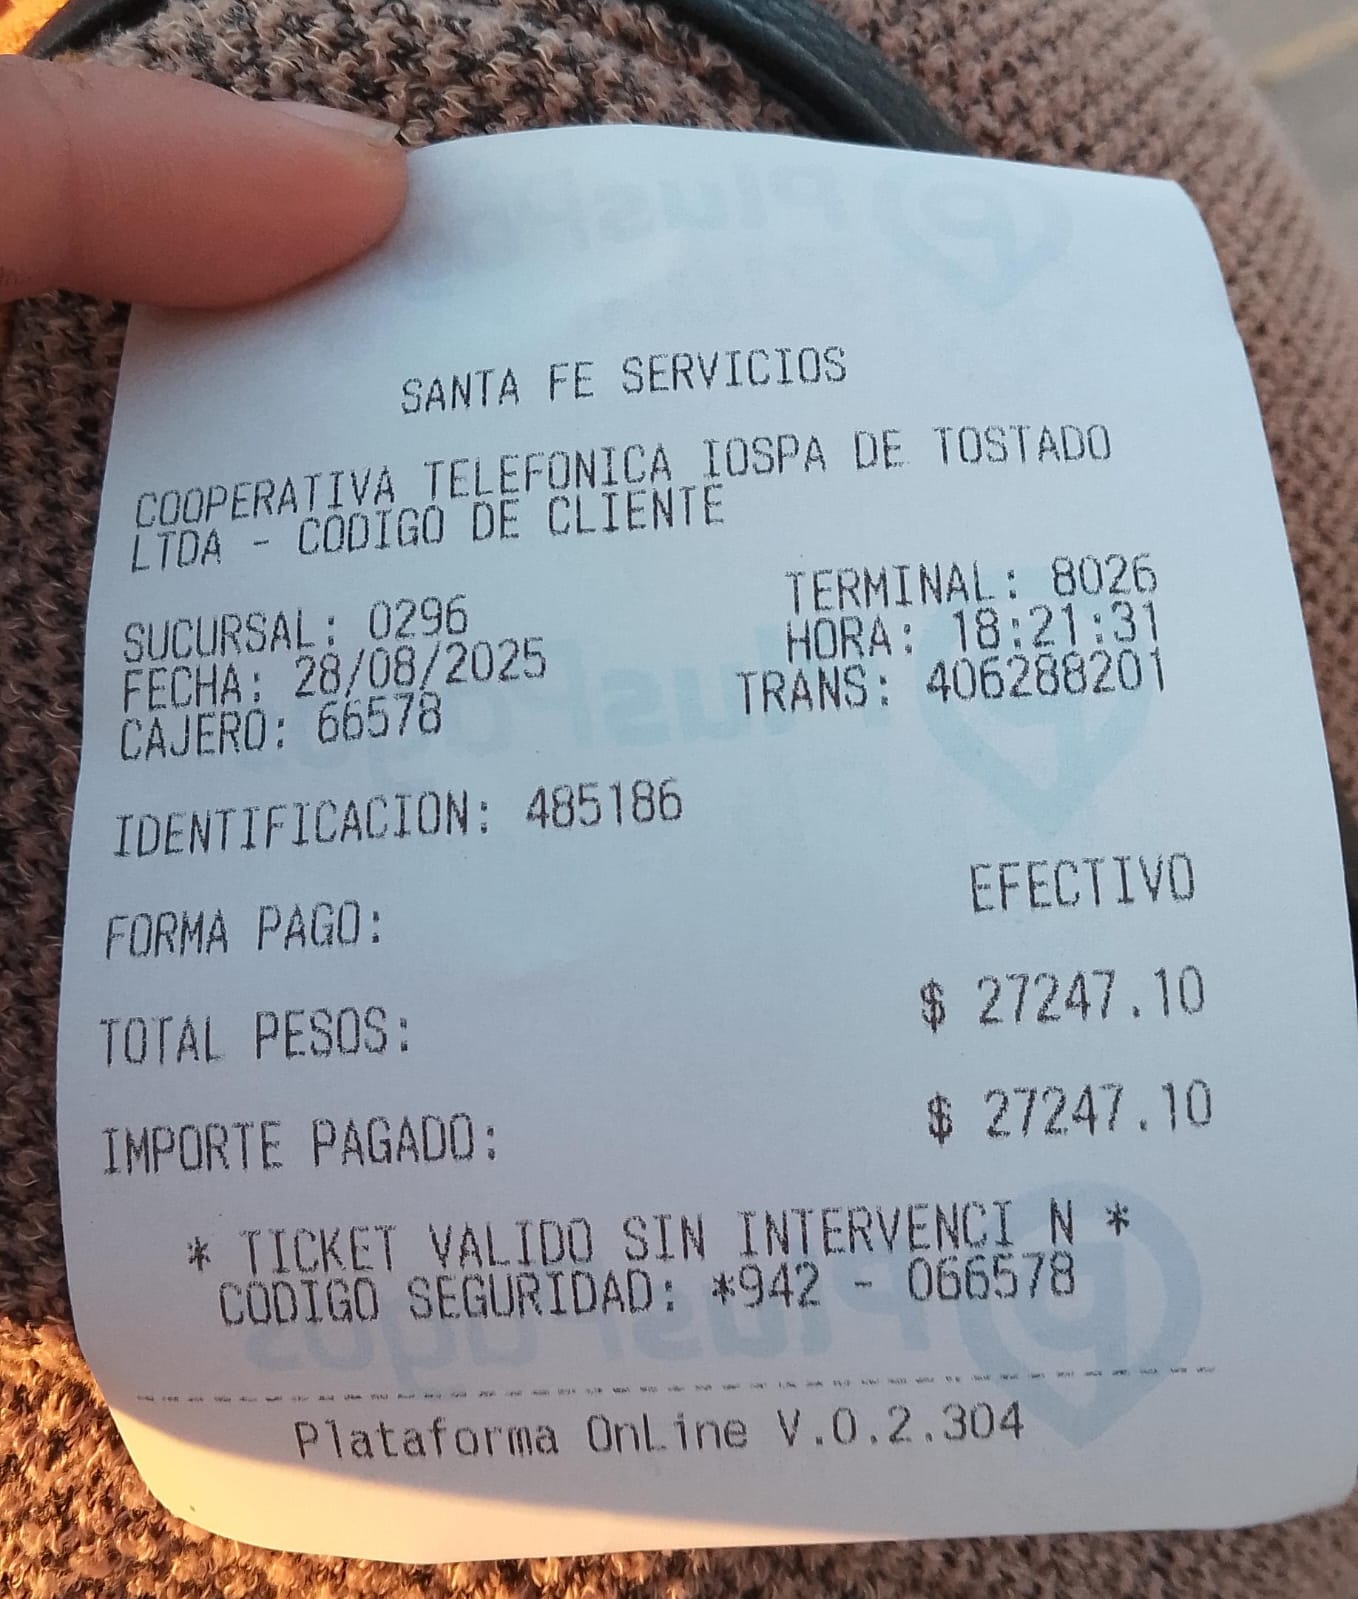 SANTA FE SERVICIOS
COOPERATIVA TELEFONICA IOSPA DE TOSTADO
LTDA - CODIGO DE CLIENTE
SUCURSAL: 0296 TERMINAL: 8026
FECHA: 28/08/2025 HORA: 18:21:31
CAJERO: 66578 TRANS: 406288201
IDENTIFICACION: 485186
FORMA PAGO: EFECTIVO
TOTAL PESOS: $ 27247.10
IMPORTE PAGADO: $ 27247.10
* TICKET VALIDO SIN INTERVENCI N *
CODIGO SEGURIDAD: *942 - 066578
Plataforma OnLine V.0.2.304